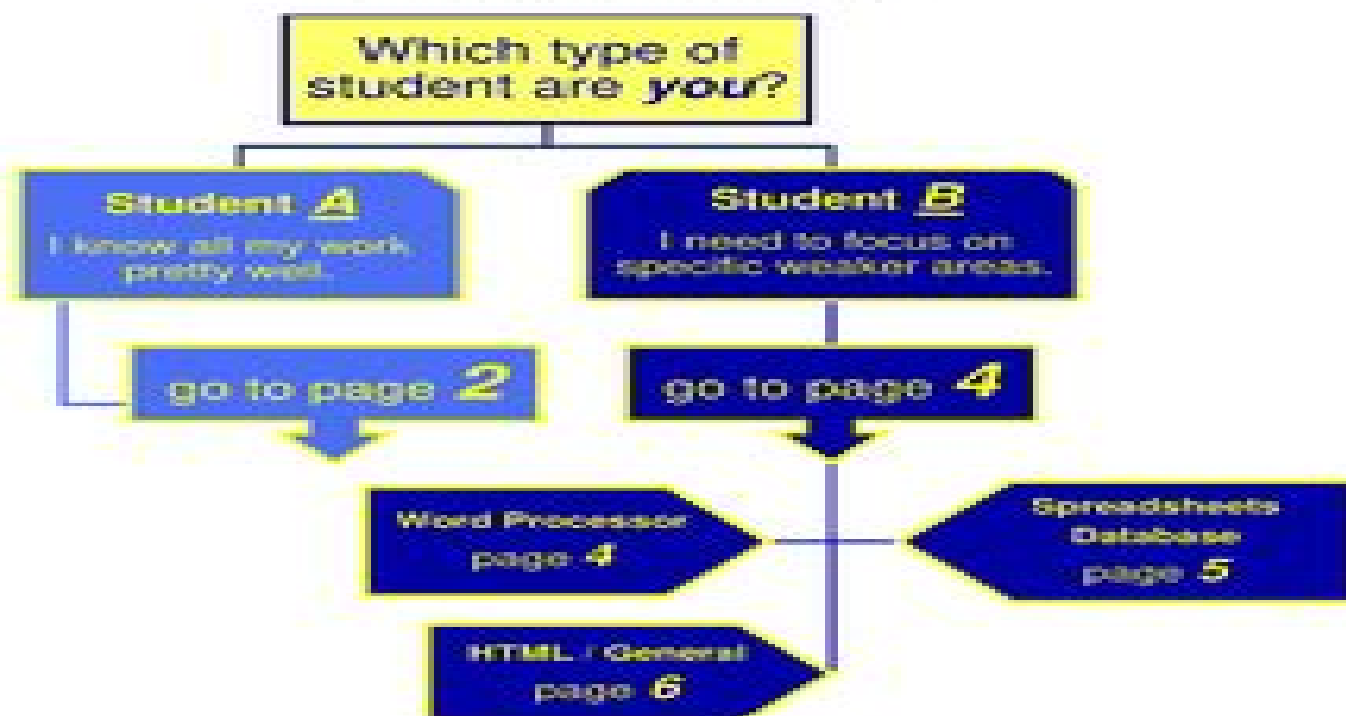 Which type of
student are you?
Student A
I know all my work
pretty well.
Student B
I need to focus on
specific weaker areas.
go to page 2
go to page 4
Word Processor
page 4
Spreadsheets
Database
page 5
HTML / General
page 6